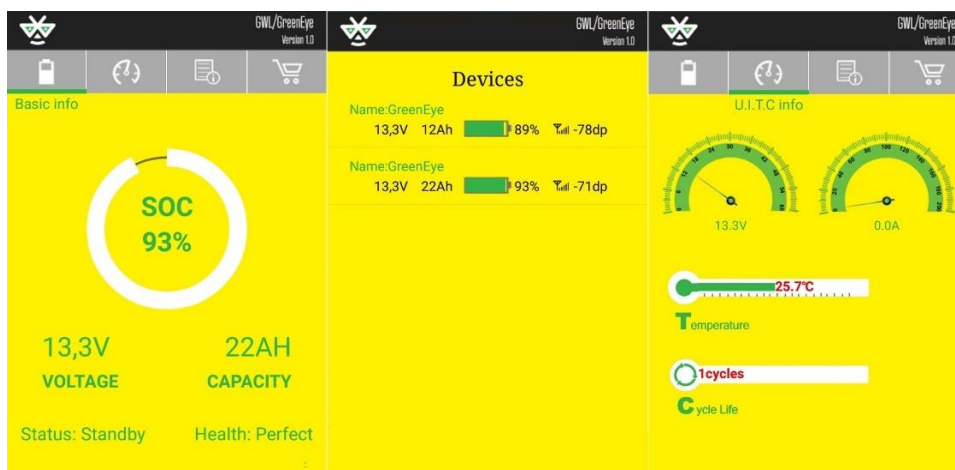 GWL/GreenEye
Version 1.0
Basic info
SOC
93%
13,3V
22AH
VOLTAGE
CAPACITY
Status: Standby
Health: Perfect
GWL/GreenEye
Version 1.0
Devices
Name:GreenEye
13,3V 12Ah 89% -78dp
Name:GreenEye
13,3V 22Ah 93% -71dp
GWL/GreenEye
Version 1.0
U.I.T.C info
13.3V
0.0A
25.7℃
Temperature
1cycles
Cycle Life